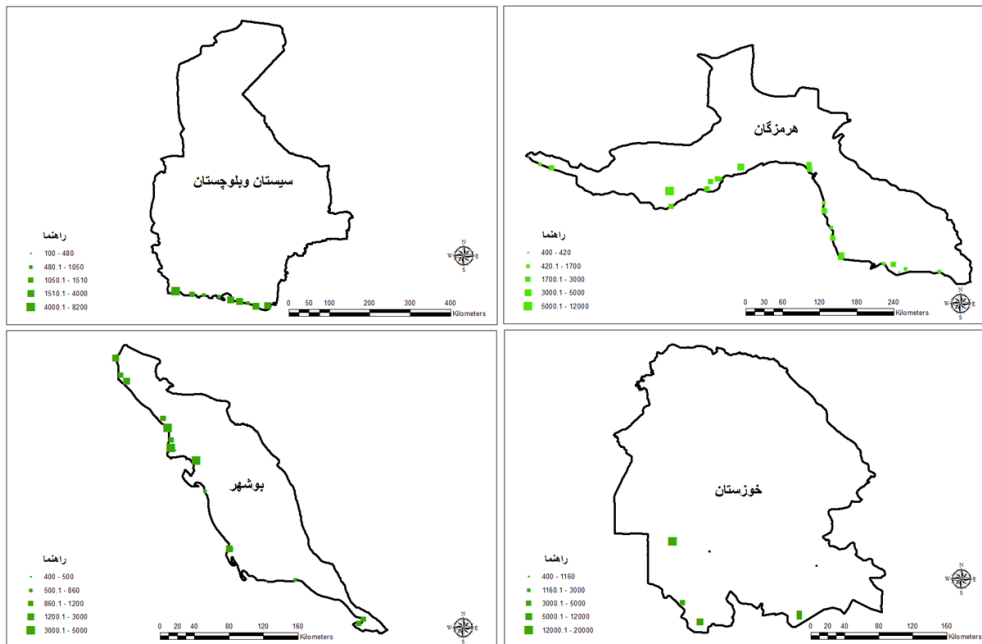 سیستان وبلوچستان
راهنما
100 - 480
480.1 - 1050
1050.1 - 1510
1510.1 - 4000
4000.1 - 8200
N
W E
S
0 50 100 200 300 400
Kilometers
هرمزگان
راهنما
400 - 420
420.1 - 1700
1700.1 - 3000
3000.1 - 5000
5000.1 - 12000
N
W E
S
0 30 60 120 180 240
Kilometers
بوشهر
راهنما
400 - 500
500.1 - 860
860.1 - 1200
1200.1 - 3000
3000.1 - 5000
N
W E
S
0 20 40 80 120 160
Kilometers
خوزستان
راهنما
400 - 1160
1160.1 - 3000
3000.1 - 5000
5000.1 - 12000
12000.1 - 20000
N
W E
S
0 20 40 80 120 160
Kilometers